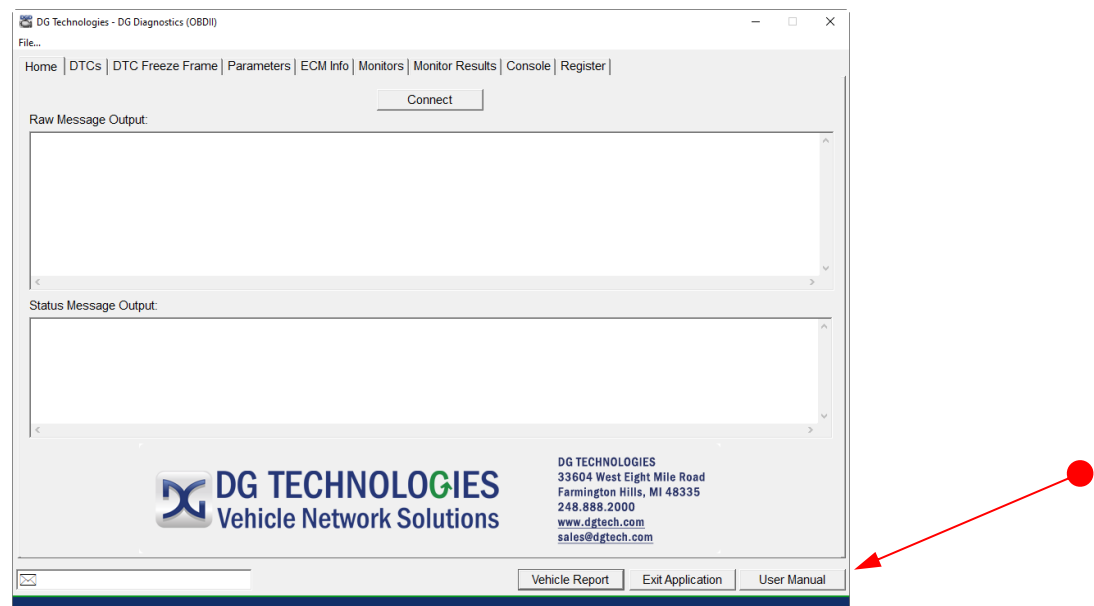 DG Technologies - DG Diagnostics (OBDII)
File...
Home DTCs DTC Freeze Frame Parameters ECM Info Monitors Monitor Results Console Register
Connect
Raw Message Output:
Status Message Output:
DG TECHNOLOGIES
Vehicle Network Solutions
DG TECHNOLOGIES
33604 West Eight Mile Road
Farmington Hills, MI 48335
248.888.2000
www.dgtech.com
sales@dgtech.com
Vehicle Report Exit Application User Manual